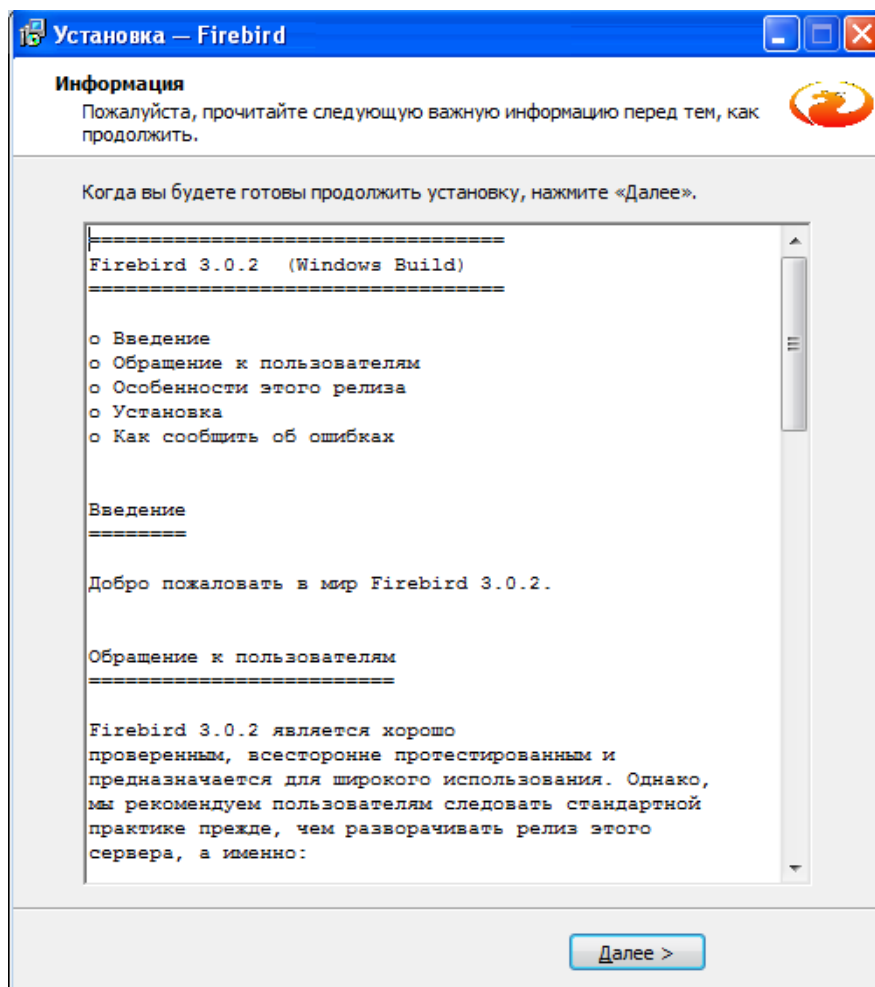 Установка — Firebird
Информация
Пожалуйста, прочитайте следующую важную информацию перед тем, как
продолжить.
Когда вы будете готовы продолжить установку, нажмите «Далее».
==================================
Firebird 3.0.2  (Windows Build)
==================================
o Введение
o Обращение к пользователям
o Особенности этого релиза
o Установка
o Как сообщить об ошибках
Введение
========
Добро пожаловать в мир Firebird 3.0.2.
Обращение к пользователям
=========================
Firebird 3.0.2 является хорошо
проверенным, всесторонне протестированным и
предназначается для широкого использования. Однако,
мы рекомендуем пользователям следовать стандартной
практике прежде, чем разворачивать релиз этого
сервера, а именно:
Далее >